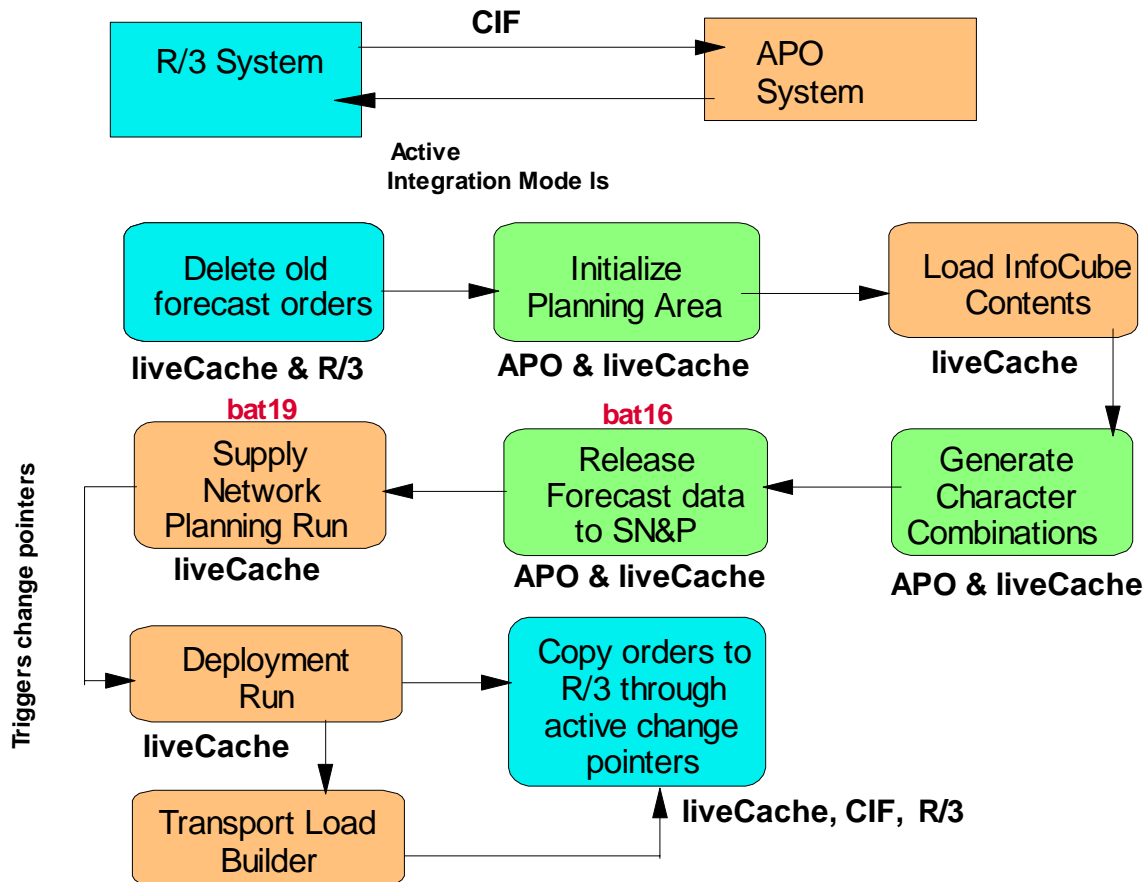 CIF
R/3 System
APO
System
Active
Integration Mode Is
Delete old
forecast orders
liveCache & R/3
Initialize
Planning Area
APO & liveCache
Load InfoCube
Contents
liveCache
bat19
Supply
Network
Planning Run
liveCache
bat16
Release
Forecast data
to SN&P
APO & liveCache
Generate
Character
Combinations
APO & liveCache
Triggers change pointers
Deployment
Run
liveCache
Copy orders to
R/3 through
active change
pointers
liveCache, CIF, R/3
Transport Load
Builder